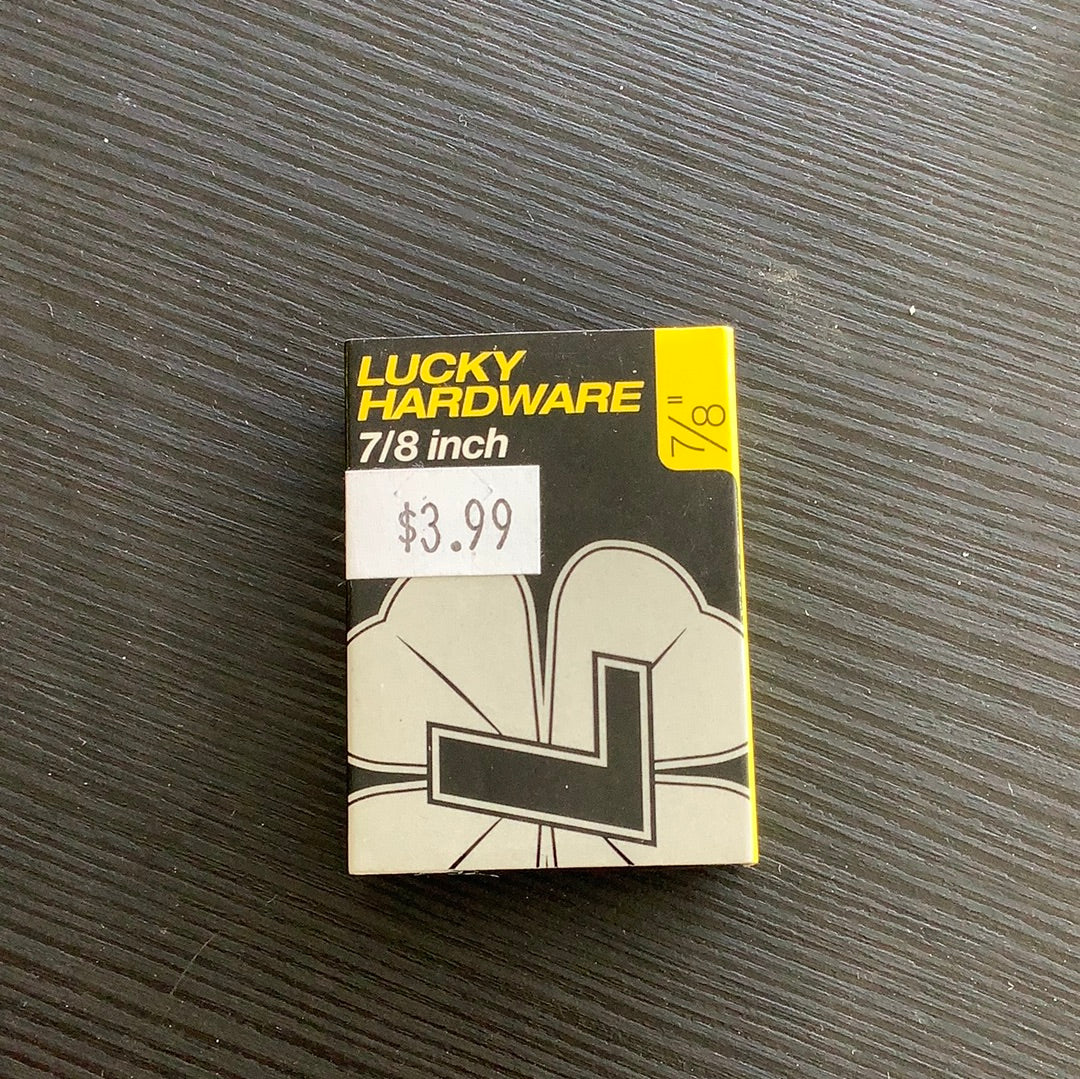 LUCKY
HARDWARE
7/8 inch
7/8"
$3.99
L